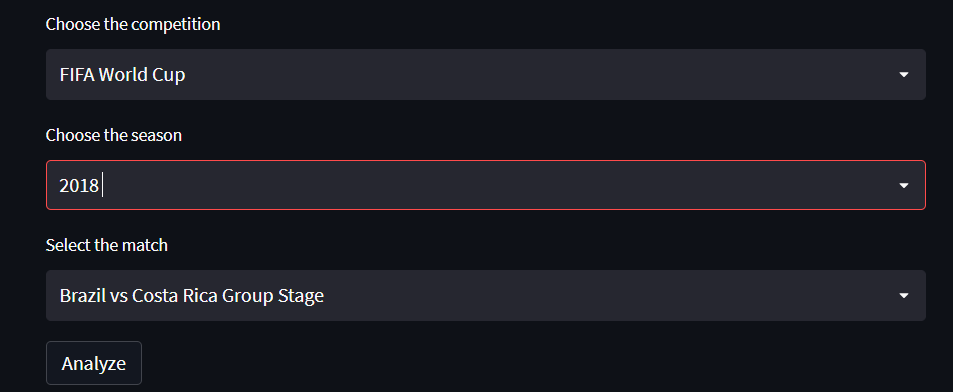 Choose the competition
FIFA World Cup
Choose the season
2018
Select the match
Brazil vs Costa Rica Group Stage
Analyze